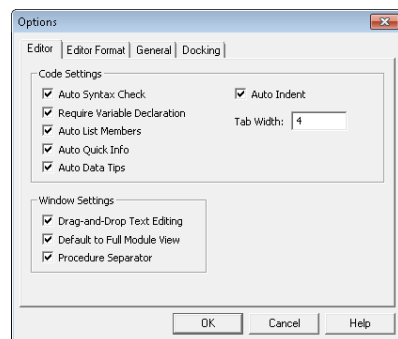 Options
Editor Editor Format General Docking
Code Settings
Auto Syntax Check Auto Indent
Require Variable Declaration Tab Width: 4
Auto List Members
Auto Quick Info
Auto Data Tips
Window Settings
Drag-and-Drop Text Editing
Default to Full Module View
Procedure Separator
OK Cancel Help